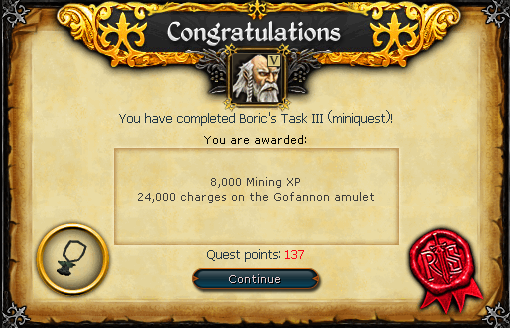 Congratulations
V
You have completed Boric's Task III (miniquest)!
You are awarded:
8,000 Mining XP
24,000 charges on the Gofannon amulet
Quest points: 137
Continue
RS